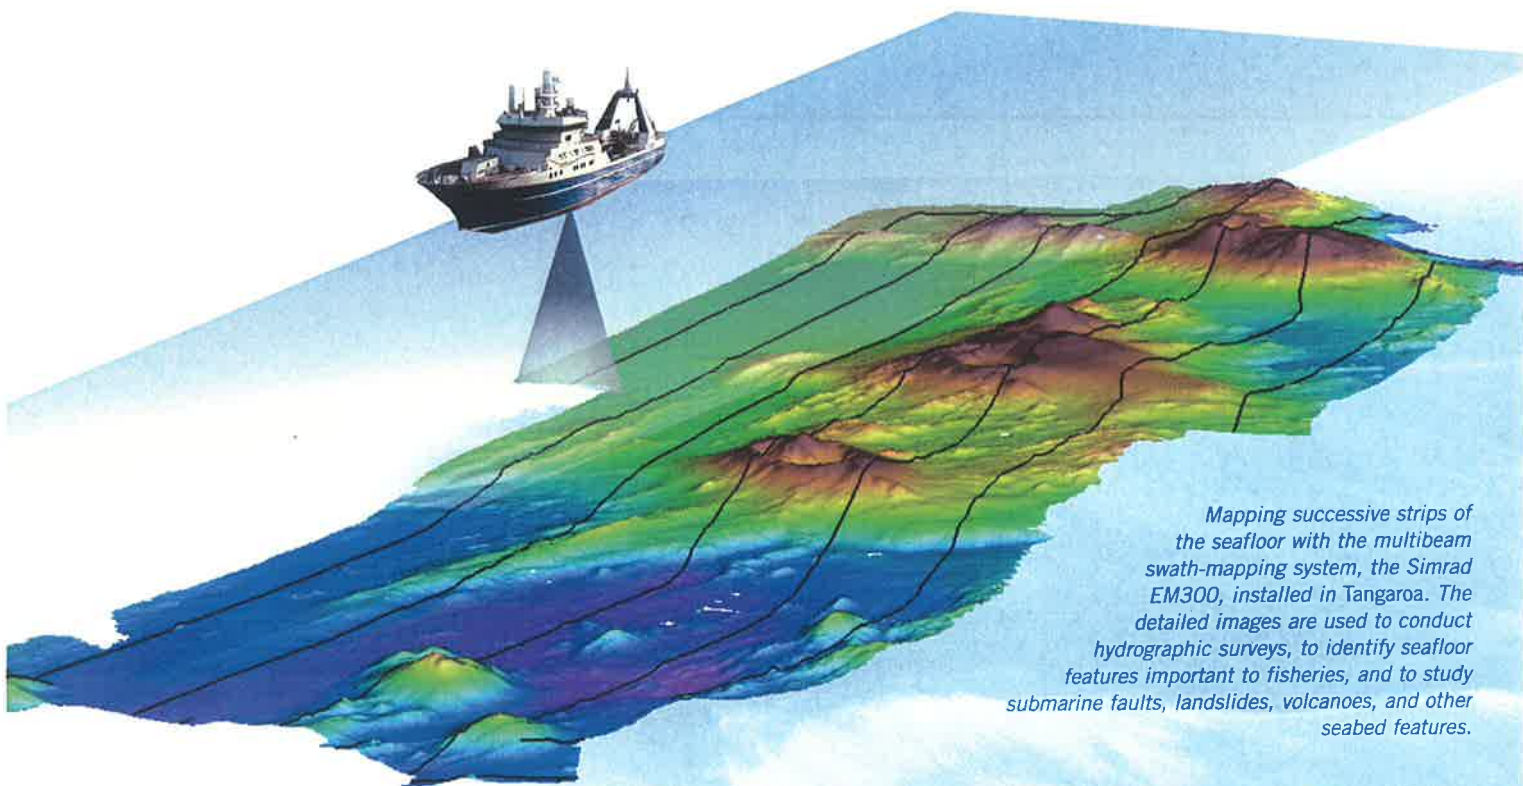 Mapping successive strips of
the seafloor with the multibeam
swath-mapping system, the Simrad
EM300, installed in Tangaroa. The
detailed images are used to conduct
hydrographic surveys, to identify seafloor
features important to fisheries, and to study
submarine faults, landslides, volcanoes, and other
seabed features.